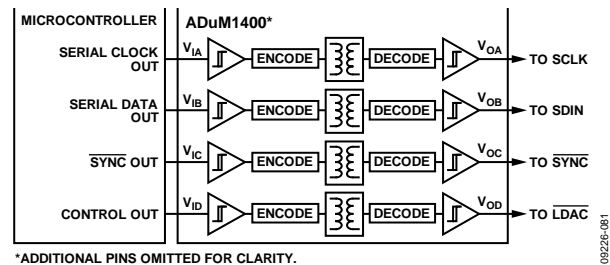 MICROCONTROLLER
ADuM1400*
SERIAL CLOCK
OUT
VIA
ENCODE
DECODE
VOA
TO SCLK
SERIAL DATA
OUT
VIB
ENCODE
DECODE
VOB
TO SDIN
SYNC OUT
VIC
ENCODE
DECODE
VOC
TO SYNC
CONTROL OUT
VID
ENCODE
DECODE
VOD
TO LDAC
*ADDITIONAL PINS OMITTED FOR CLARITY.
09226-081